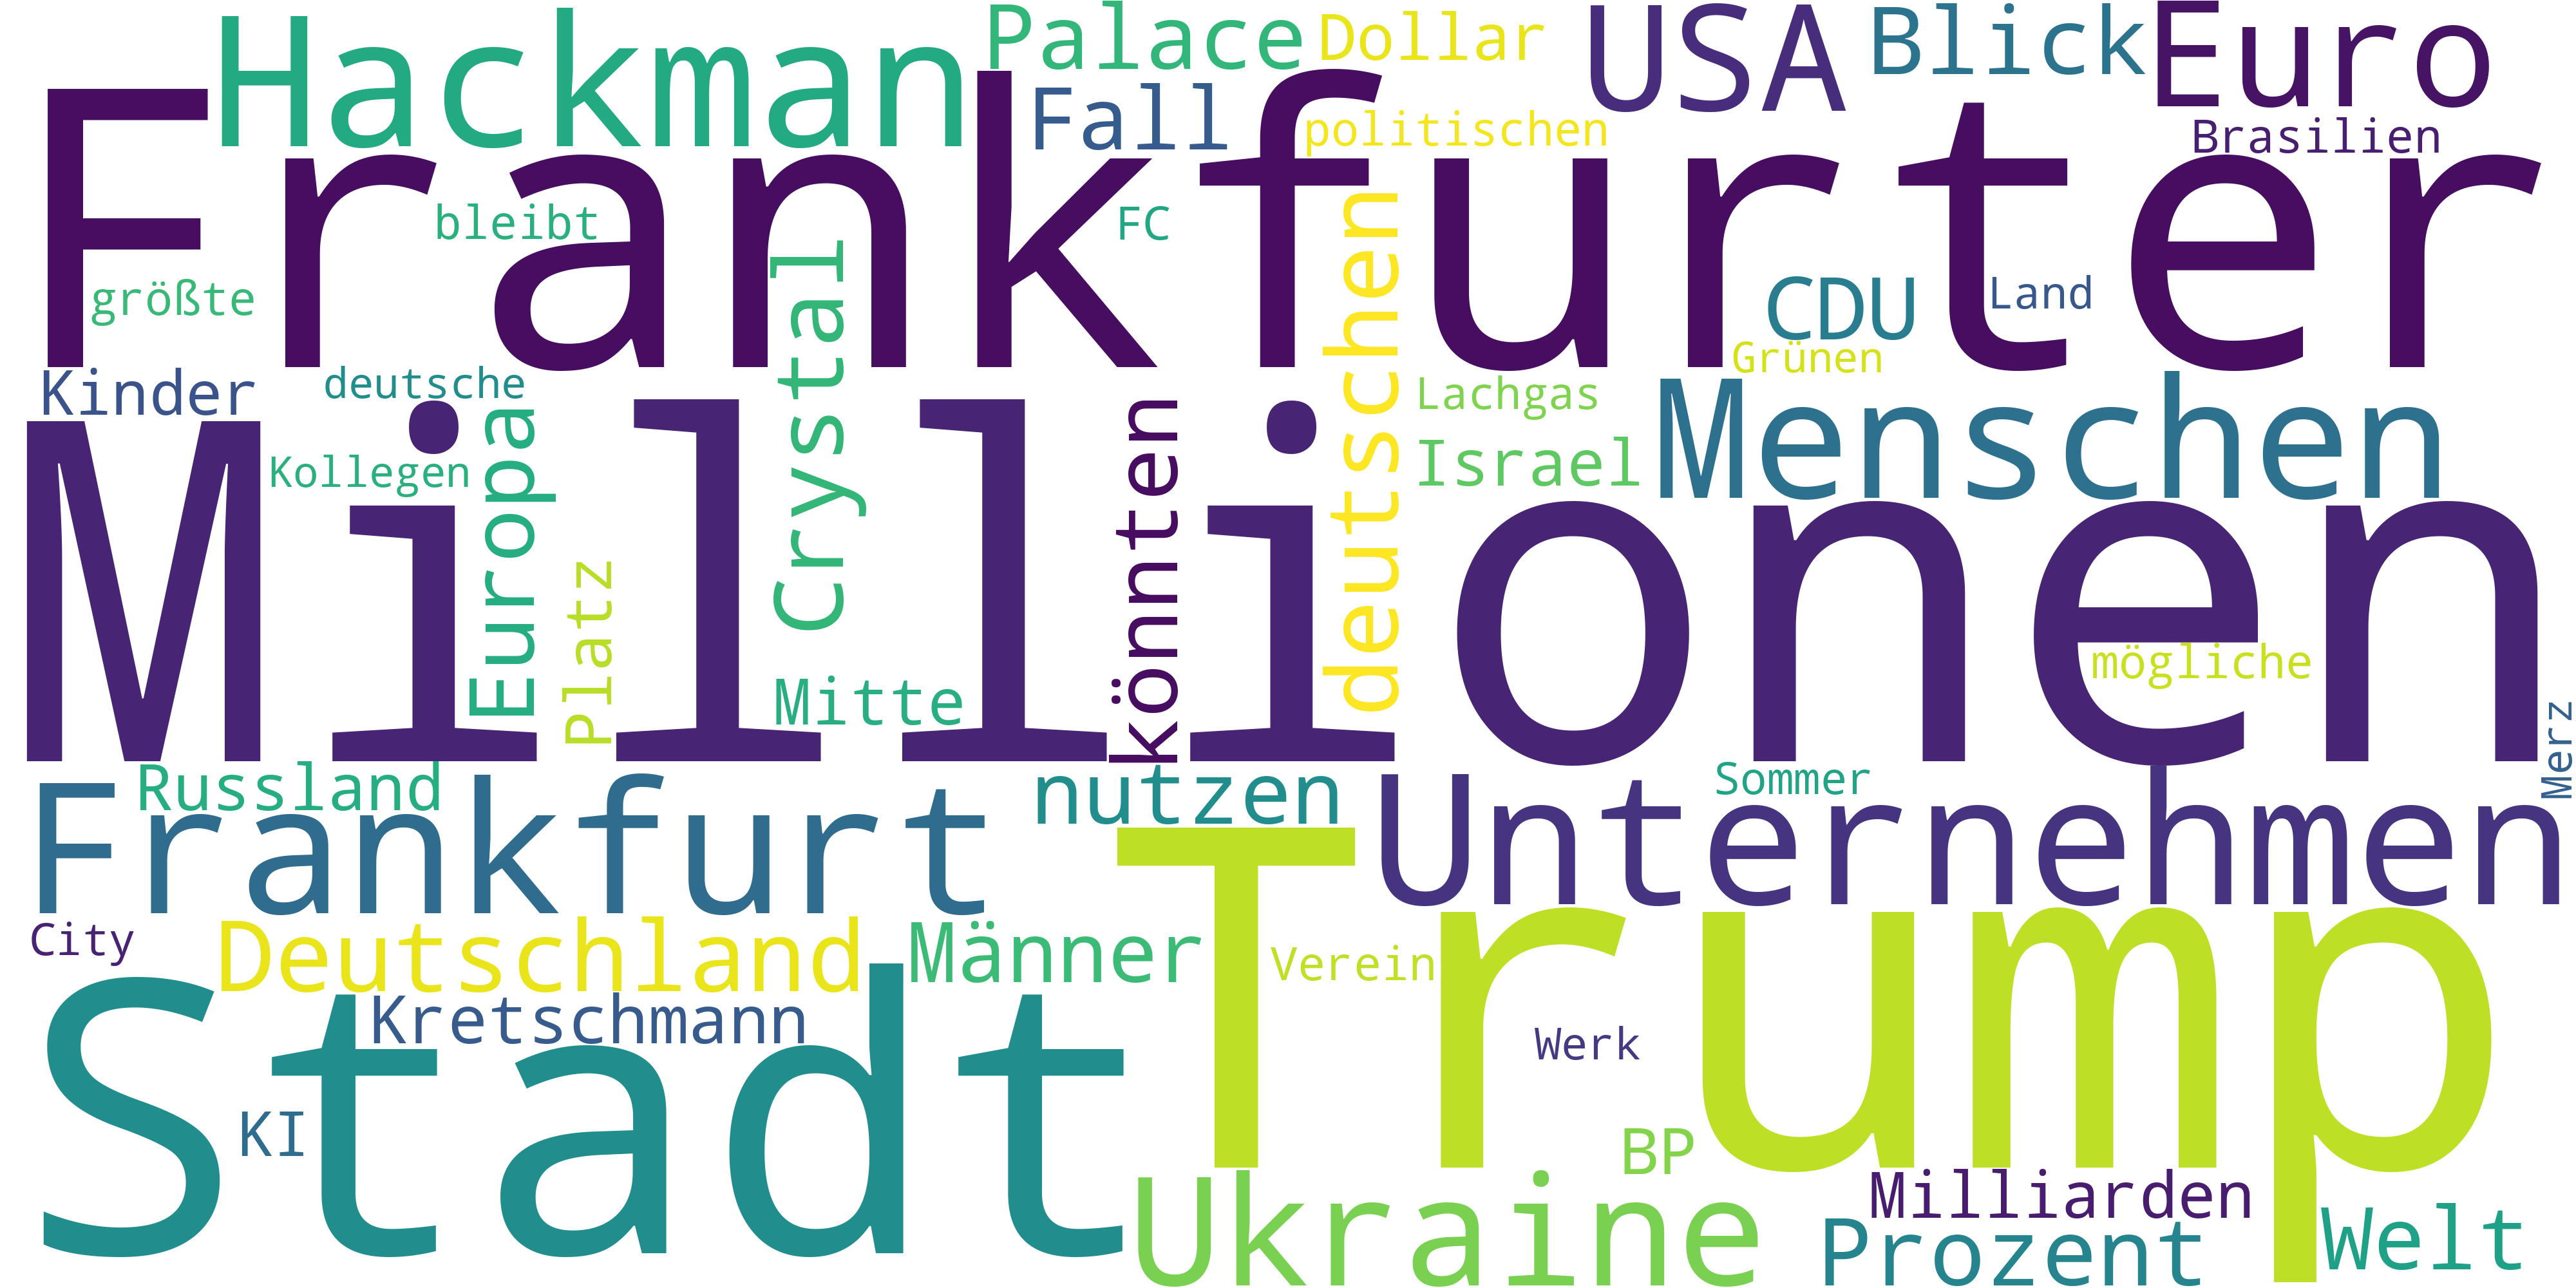 Hackman
Palace
Dollar
USA
Blick
Euro
Fall
politischen
Brasilien
Frankfurter
bleibt
FC
größte
Crystal
deutschen
CDU
Land
Grünen
Kinder
deutsche
Lachgas
Menschen
Europa
Kollegen
könnten
Israel
Millionen
Platz
Mitte
mögliche
Merz
Russland
nutzen
Sommer
Frankfurt
Unternehmen
City
Deutschland
Männer
Verein
Trump
Kretschmann
Stadt
Werk
KI
BP
Ukraine
Milliarden
Prozent
Welt